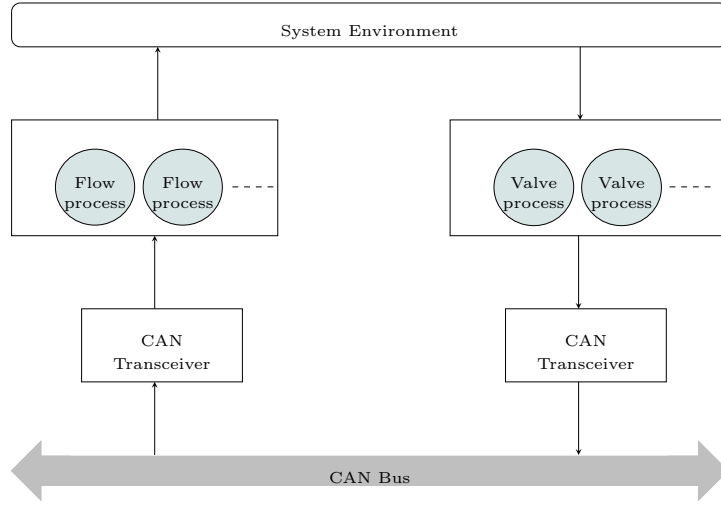 System Environment
Flow
process
Flow
process
Valve
process
Valve
process
CAN
Transceiver
CAN
Transceiver
CAN Bus